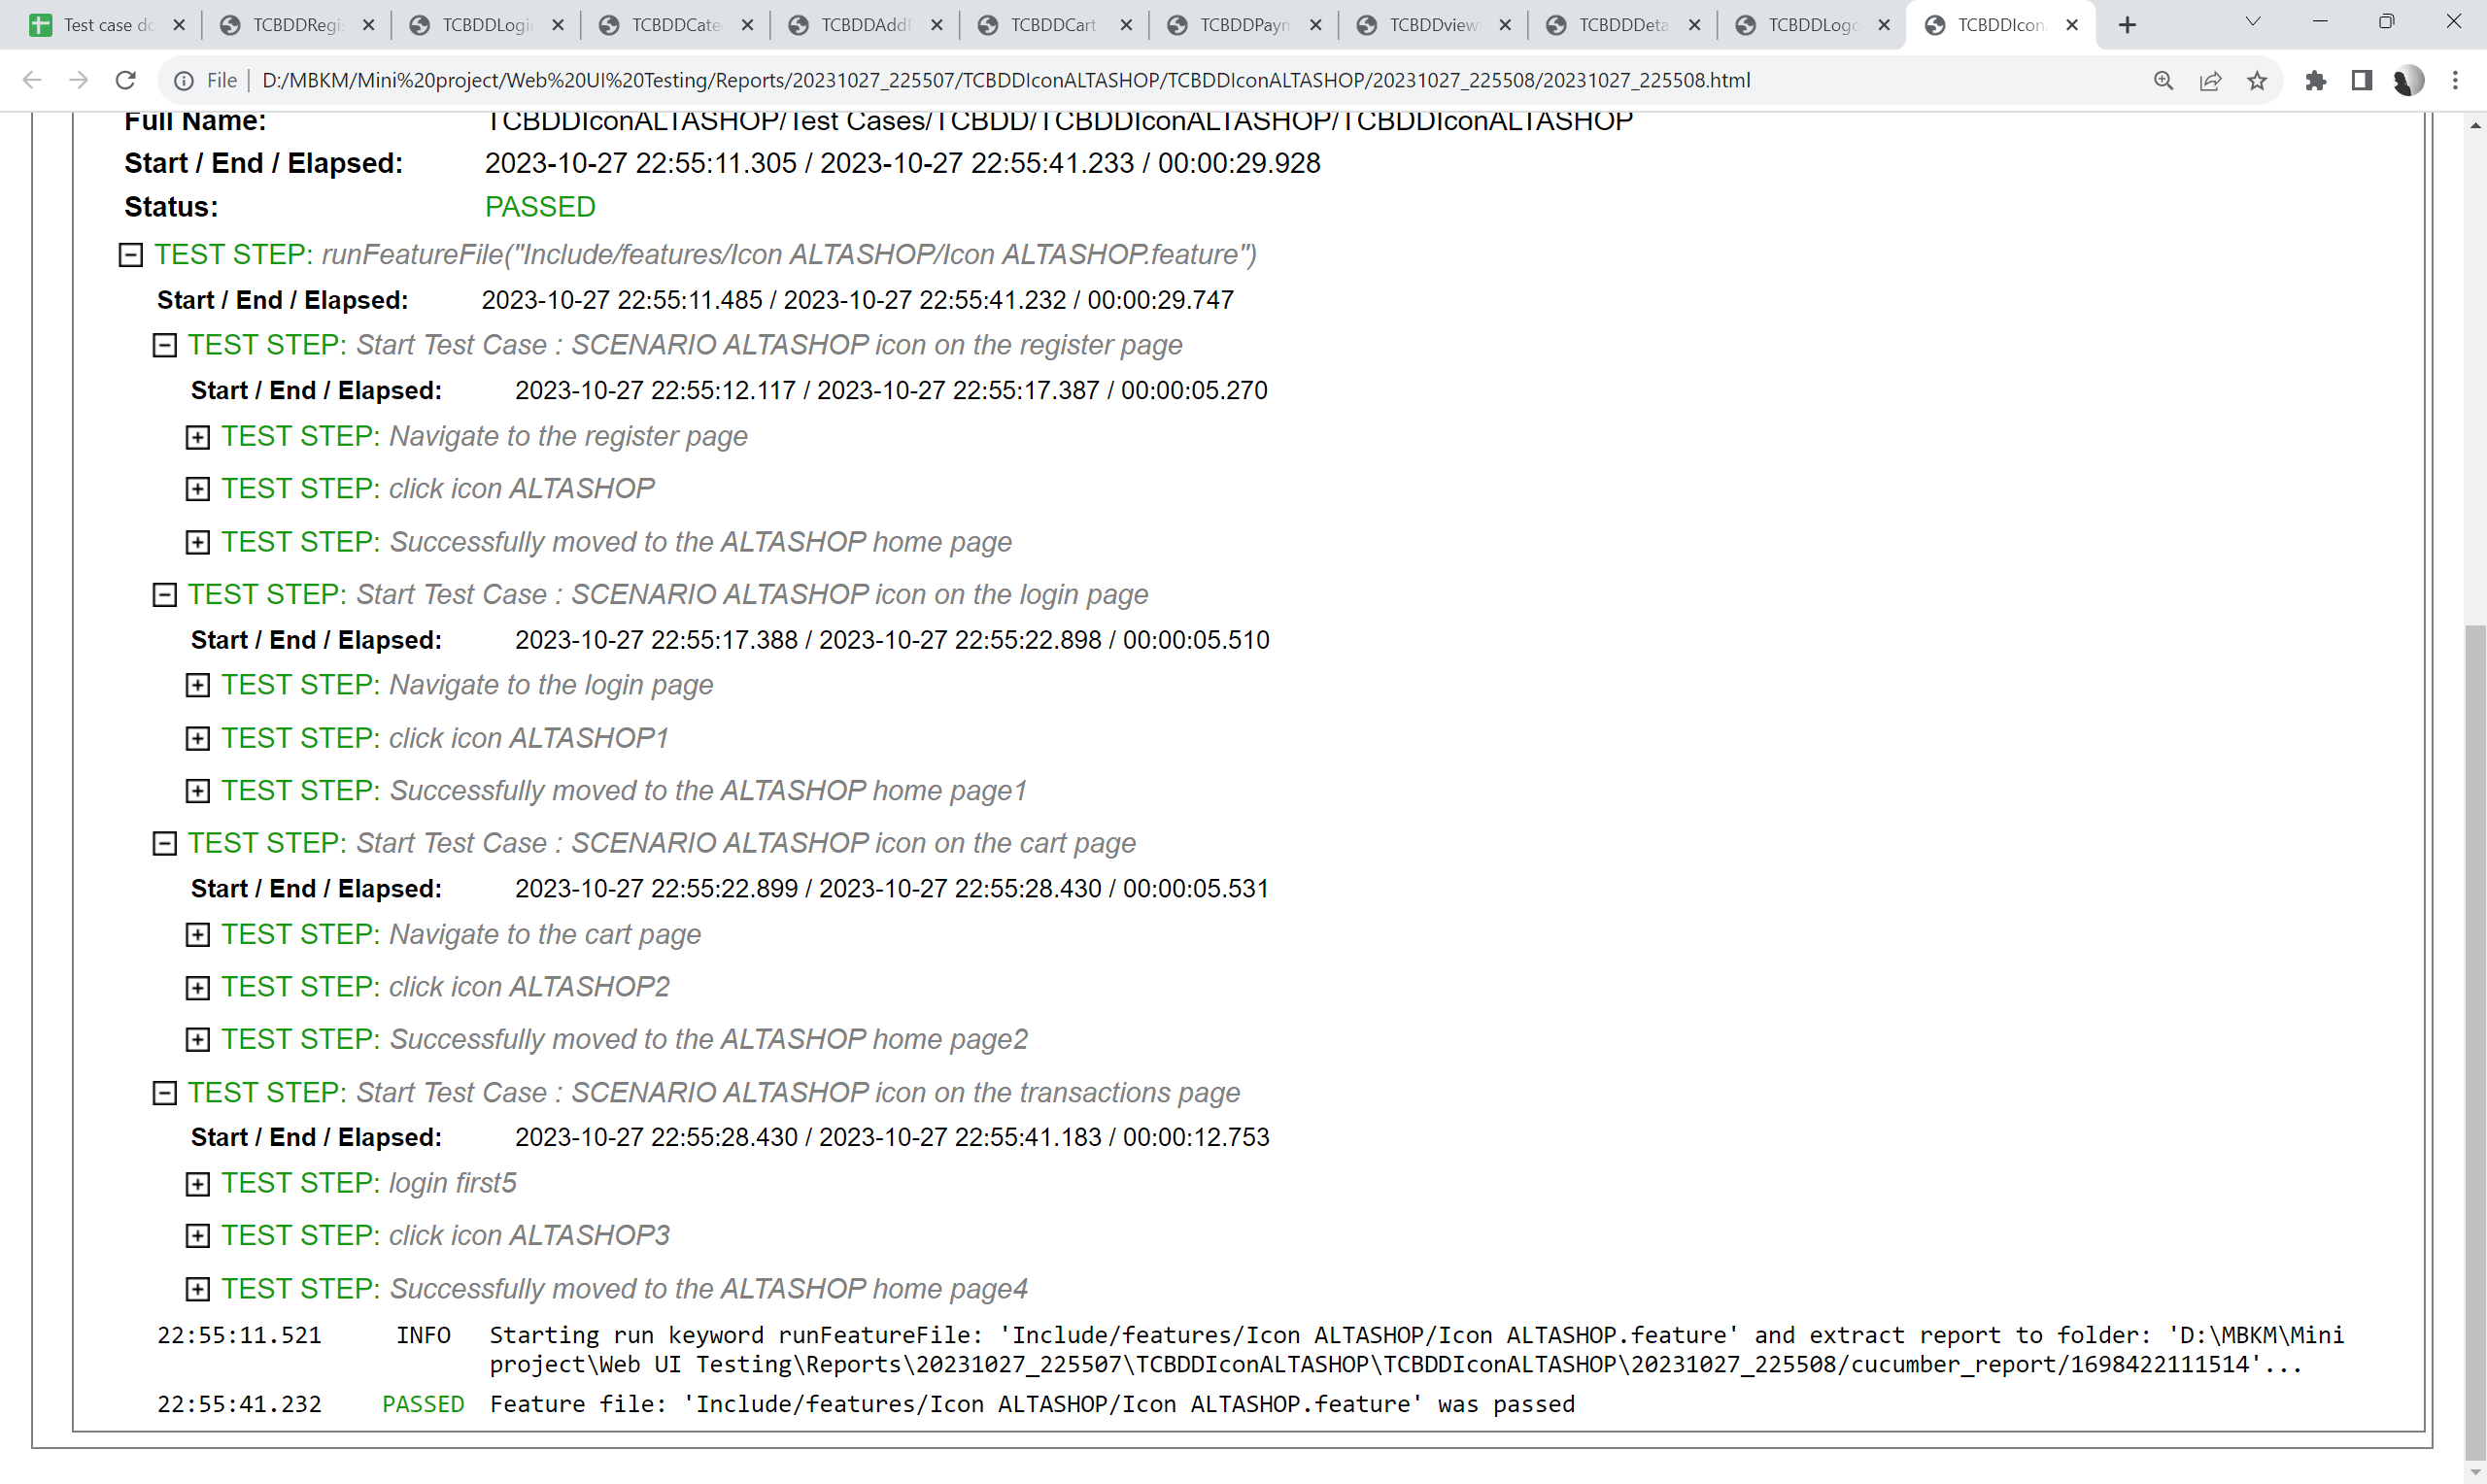 Test case do
TCBDDRegi
TCBDDLogi
TCBDDCate
TCBDDAddP
TCBDDCart
TCBDDPaym
TCBDDview
TCBDDDeta
TCBDDLogo
TCBDDIcon
File
D:/MBKM/Mini%20project/Web%20UI%20Testing/Reports/20231027_225507/TCBDDIconALTASHOP/TCBDDIconALTASHOP/20231027_225508/20231027_225508.html
Full Name: TCBDDIconALTASHOP/Test Cases/TCBDD/TCBDDIconALTASHOP/TCBDDIconALTASHOP
Start / End / Elapsed: 2023-10-27 22:55:11.305 / 2023-10-27 22:55:41.233 / 00:00:29.928
Status: PASSED
TEST STEP: runFeatureFile("Include/features/Icon ALTASHOP/Icon ALTASHOP.feature")
Start / End / Elapsed: 2023-10-27 22:55:11.485 / 2023-10-27 22:55:41.232 / 00:00:29.747
TEST STEP: Start Test Case : SCENARIO ALTASHOP icon on the register page
Start / End / Elapsed: 2023-10-27 22:55:12.117 / 2023-10-27 22:55:17.387 / 00:00:05.270
TEST STEP: Navigate to the register page
TEST STEP: click icon ALTASHOP
TEST STEP: Successfully moved to the ALTASHOP home page
TEST STEP: Start Test Case : SCENARIO ALTASHOP icon on the login page
Start / End / Elapsed: 2023-10-27 22:55:17.388 / 2023-10-27 22:55:22.898 / 00:00:05.510
TEST STEP: Navigate to the login page
TEST STEP: click icon ALTASHOP1
TEST STEP: Successfully moved to the ALTASHOP home page1
TEST STEP: Start Test Case : SCENARIO ALTASHOP icon on the cart page
Start / End / Elapsed: 2023-10-27 22:55:22.899 / 2023-10-27 22:55:28.430 / 00:00:05.531
TEST STEP: Navigate to the cart page
TEST STEP: click icon ALTASHOP2
TEST STEP: Successfully moved to the ALTASHOP home page2
TEST STEP: Start Test Case : SCENARIO ALTASHOP icon on the transactions page
Start / End / Elapsed: 2023-10-27 22:55:28.430 / 2023-10-27 22:55:41.183 / 00:00:12.753
TEST STEP: login first5
TEST STEP: click icon ALTASHOP3
TEST STEP: Successfully moved to the ALTASHOP home page4
22:55:11.521 INFO Starting run keyword runFeatureFile: 'Include/features/Icon ALTASHOP/Icon ALTASHOP.feature' and extract report to folder: 'D:\MBKM\Mini
project\Web UI Testing\Reports\20231027_225507\TCBDDIconALTASHOP\TCBDDIconALTASHOP\20231027_225508/cucumber_report/1698422111514'...
22:55:41.232 PASSED Feature file: 'Include/features/Icon ALTASHOP/Icon ALTASHOP.feature' was passed